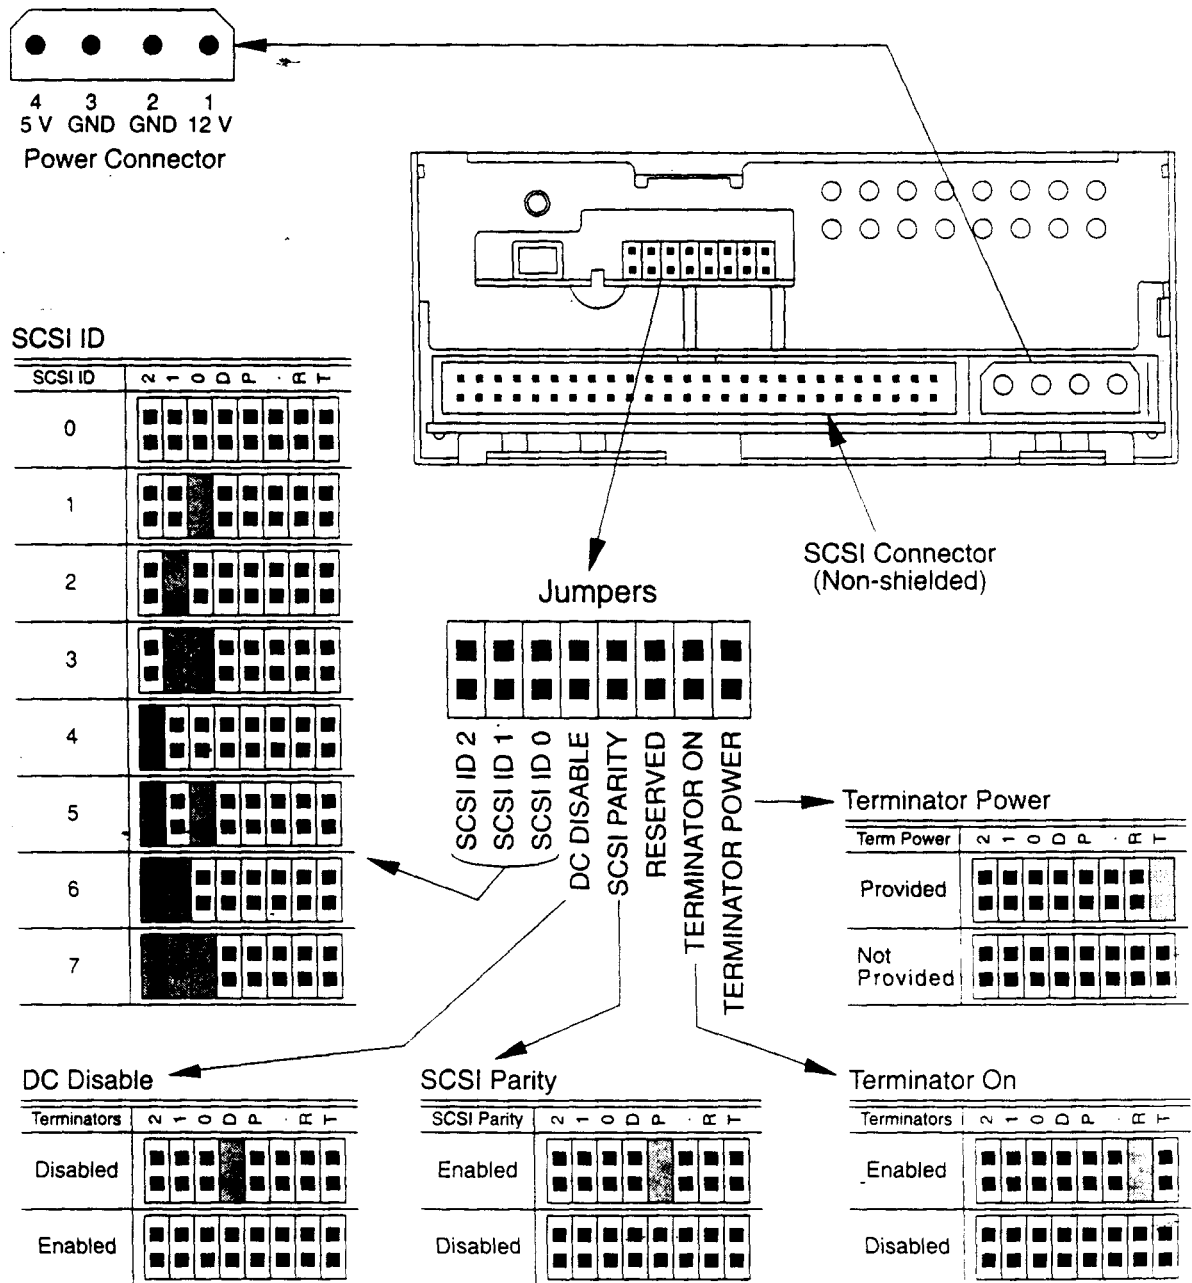 4 3 2 1
5 V GND GND 12 V
Power Connector
SCSI ID
SCSI ID 2 1 0 D P . R T
0
1
2
3
4
5
6
7
SCSI Connector
(Non-shielded)
Jumpers
SCSI ID 2
SCSI ID 1
SCSI ID 0
DC DISABLE
SCSI PARITY
RESERVED
TERMINATOR ON
TERMINATOR POWER
Terminator Power
Term Power 2 1 0 D P . R T
Provided
Not
Provided
DC Disable
Terminators 2 1 0 D P . R T
Disabled
Enabled
SCSI Parity
SCSI Parity 2 1 0 D P . R T
Enabled
Disabled
Terminator On
Terminators 2 1 0 D P . R T
Enabled
Disabled